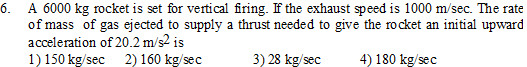 6. A 6000 kg rocket is set for vertical firing. If the exhaust speed is 1000 m/sec. The rate
of mass of gas ejected to supply a thrust needed to give the rocket an initial upward
acceleration of 20.2 m/s2 is
1) 150 kg/sec 2) 160 kg/sec 3) 28 kg/sec 4) 180 kg/sec